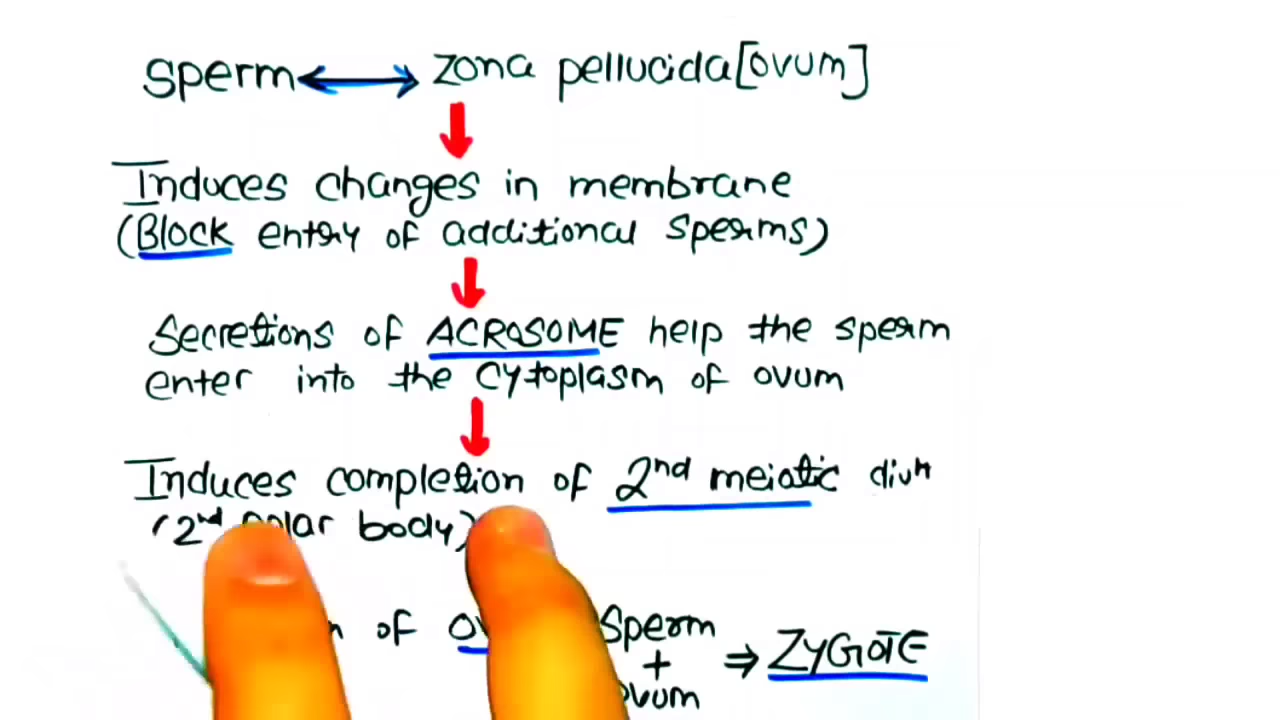 Sperm ↔ zona pellucida [ovum]
Induces changes in membrane
(Block entry of additional sperms)
Secretions of ACROSOME help the sperm
enter into the cytoplasm of ovum
Induces completion of 2nd meiotic divn
(2nd polar body)
of Sperm
+ ⇒ ZYGOTE
ovum